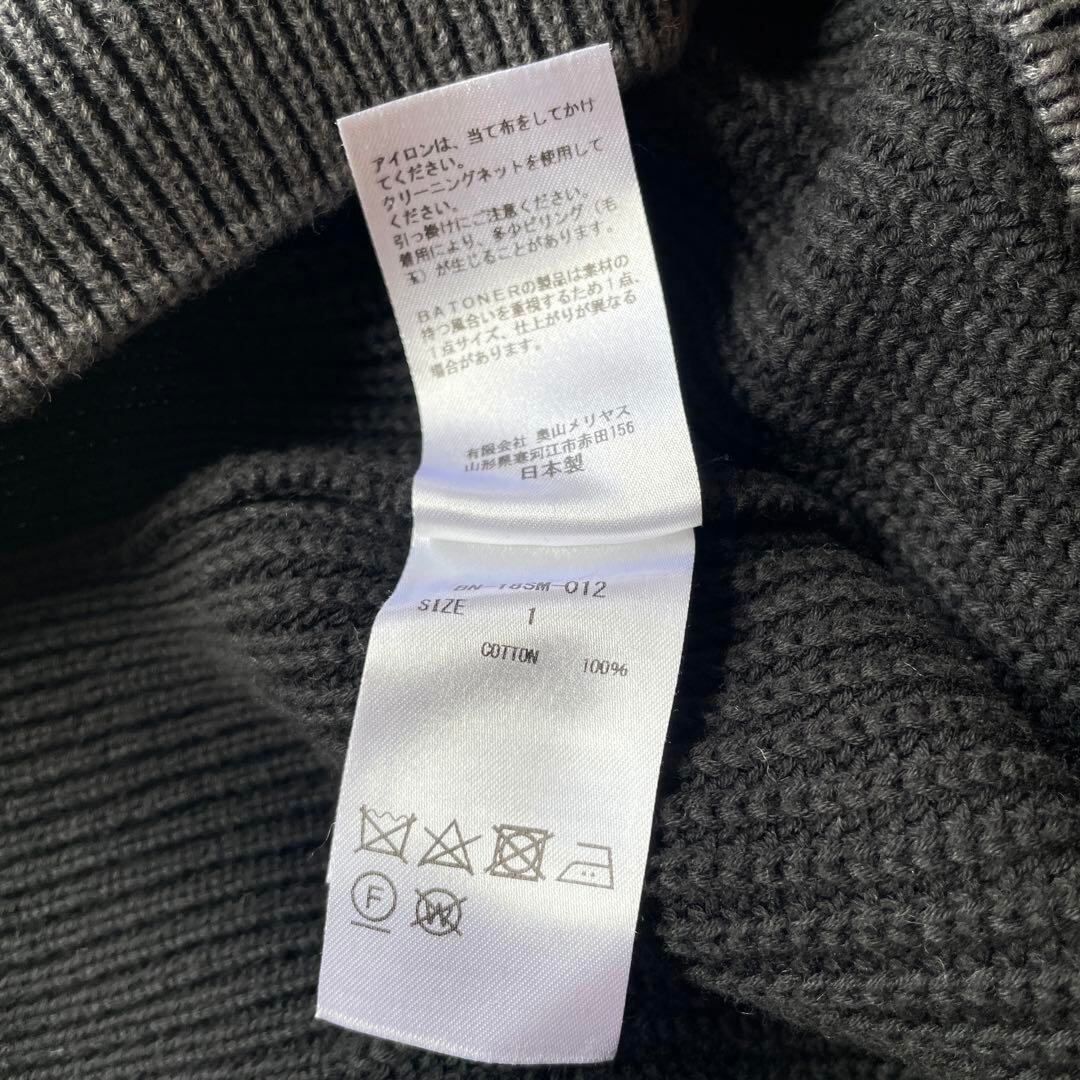 アイロンは、当て布をしてかけ
てください。
クリーニングネットを使用して
ください。
引っ掛けにご注意ください。
着用により、多少ピリング(毛
玉)が生じることがあります。
BATONERの製品は素材の
持つ風合いを重視するため1点、
1点サイズ、仕上がりが異なる
場合があります。
有限会社 奥山メリヤス
山形県寒河江市赤田156
日本製
BN-18SM-012
SIZE 1
COTTON 100%
F
W